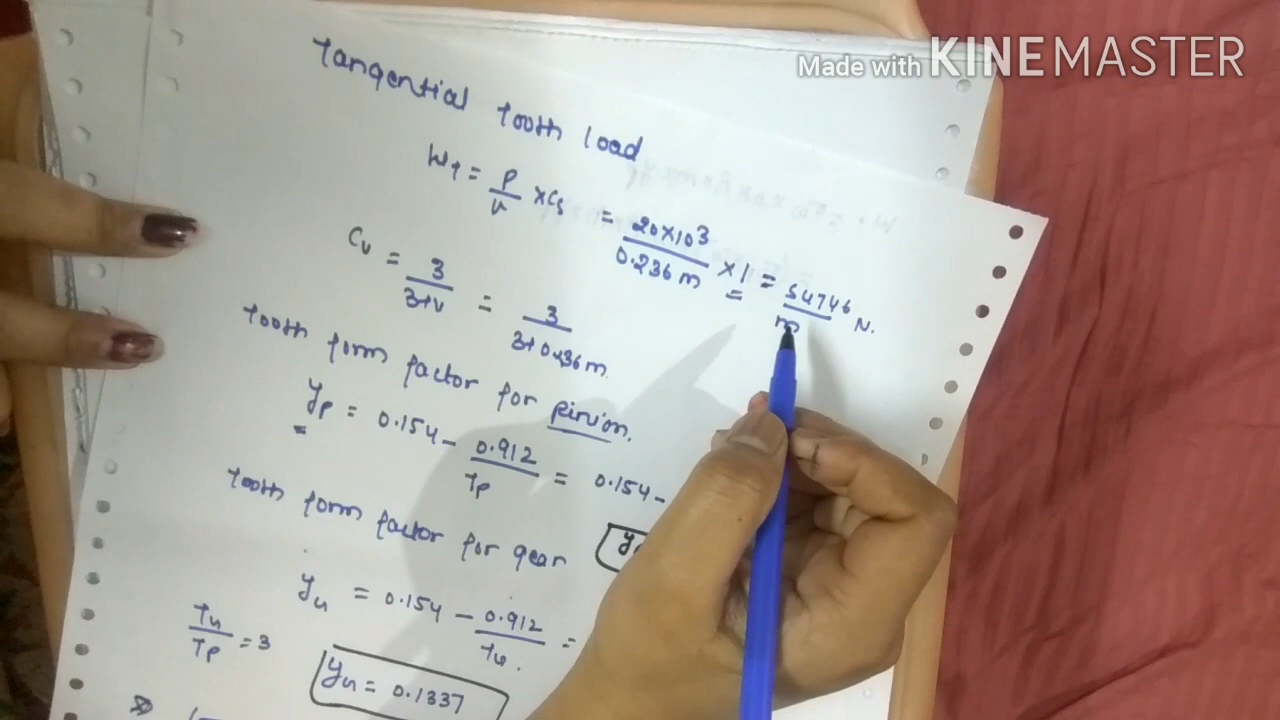 Made with KINEMASTER
Tangential tooth load
WT = P/v × Cs = 20×10³/0.236 m × 1 = 84746/m N.
Cv = 3/3+v = 3/3+0.236 m
Tooth form factor for pinion.
yP = 0.154 - 0.912/TP = 0.154 -
Tooth form factor for gear
yG = 0.154 - 0.912/TG. =
TG/TP = 3
yG = 0.1337